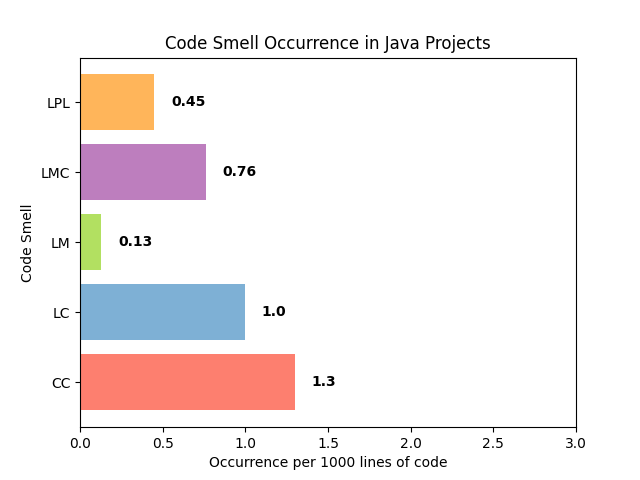 Code Smell Occurrence in Java Projects
LPL
0.45
LMC
0.76
LM
0.13
LC
1.0
CC
1.3
Code Smell
0.0 0.5 1.0 1.5 2.0 2.5 3.0
Occurrence per 1000 lines of code